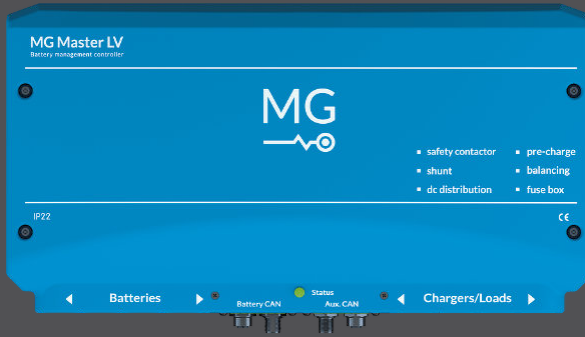 MG Master LV
Battery management controller
MG
safety contactor
pre-charge
shunt
balancing
dc distribution
fuse box
IP22
CE
Status
Battery CAN
Aux. CAN
Batteries
Chargers/Loads